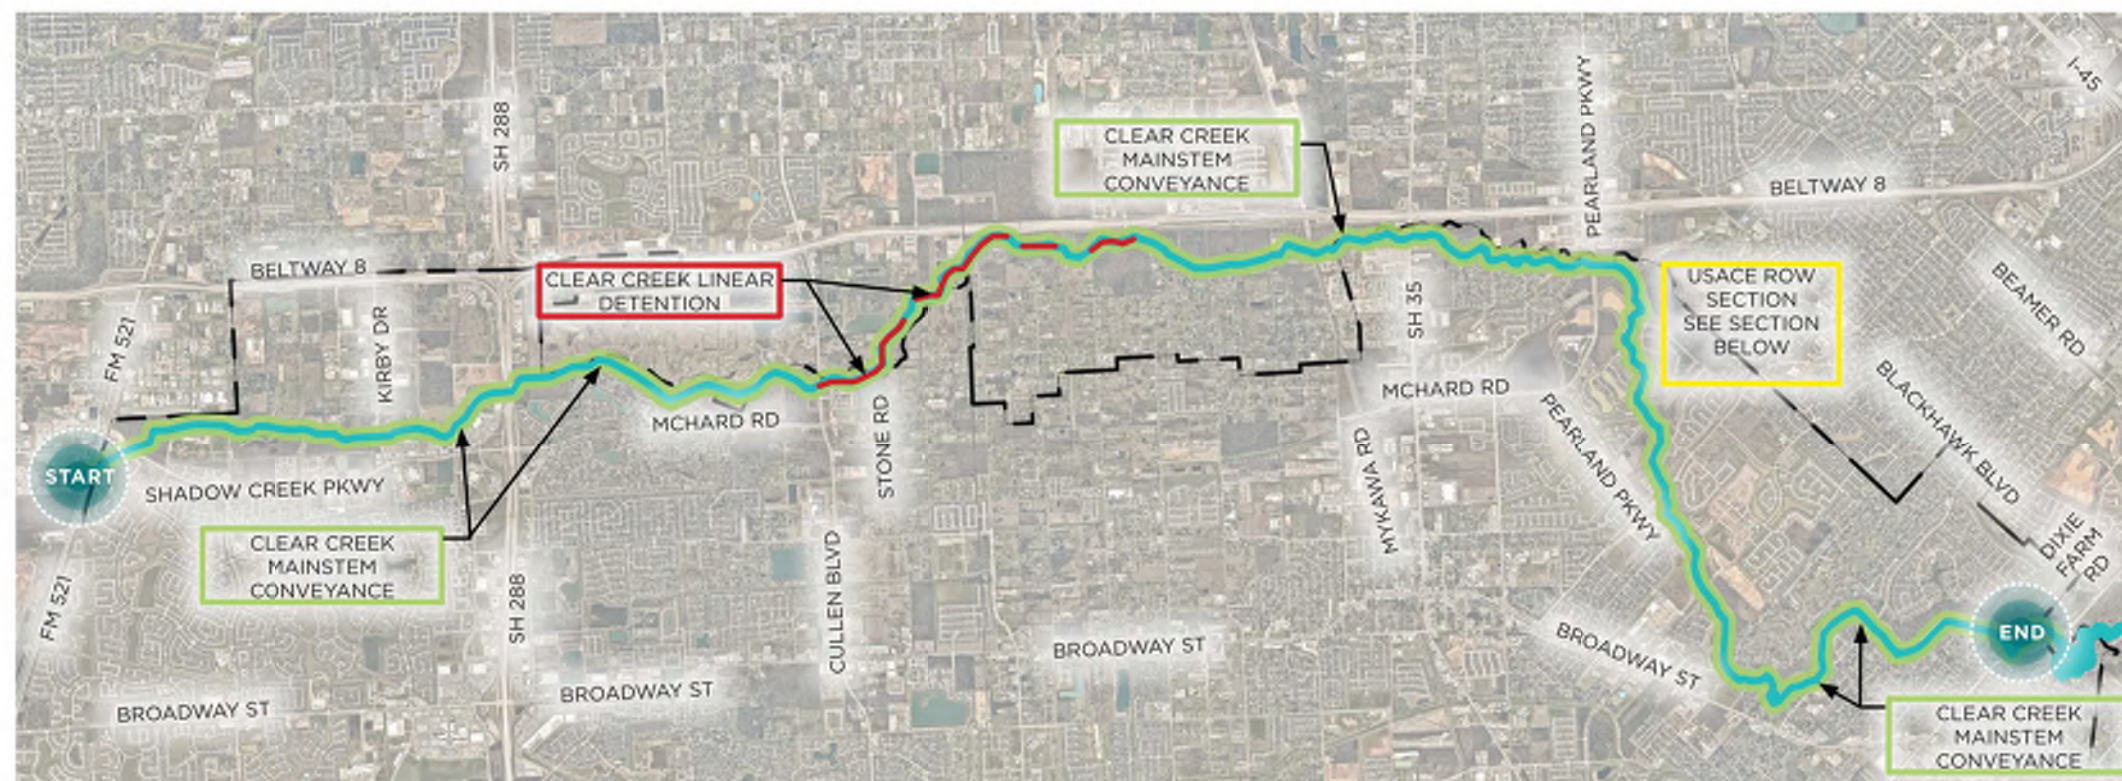 I-45
SH 288
PEARLAND PKWY
CLEAR CREEK
MAINSTEM
CONVEYANCE
BELTWAY 8
BELTWAY 8
CLEAR CREEK LINEAR
DETENTION
USACE ROW
SECTION
SEE SECTION
BELOW
BEAMER RD
FM 521
KIRBY DR
SH 35
MCHARD RD
BLACKHAWK BLVD
MCHARD RD
STONE RD
PEARLAND PKWY
MYKAWA RD
START
SHADOW CREEK PKWY
CLEAR CREEK
MAINSTEM
CONVEYANCE
DIXIE
FARM
RD
FM 521
SH 288
CULLEN BLVD
BROADWAY ST
BROADWAY ST
END
BROADWAY ST
BROADWAY ST
CLEAR CREEK
MAINSTEM
CONVEYANCE